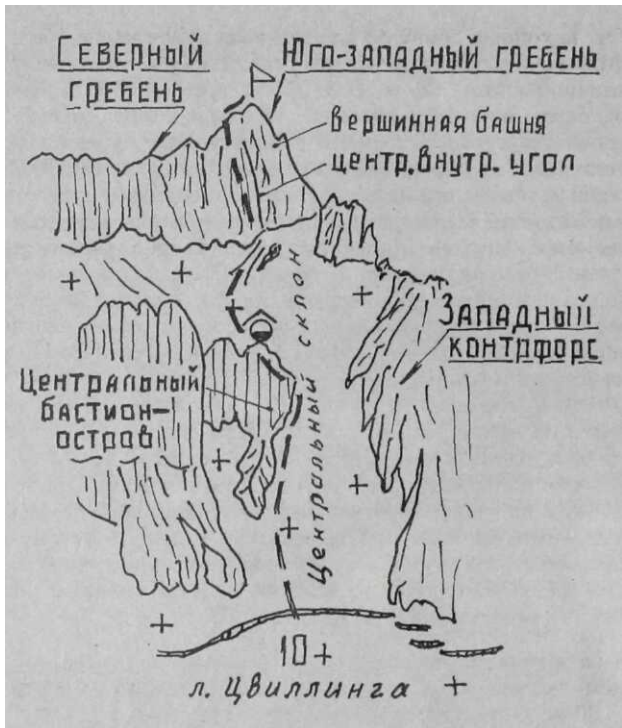 Северный
гребень
Юго-западный гребень
Вершинная башня
центр. внутр. угол
Западный
контрфорс
Центральный
бастион-
остров
Центральный склон
10
л. Цвиллинга